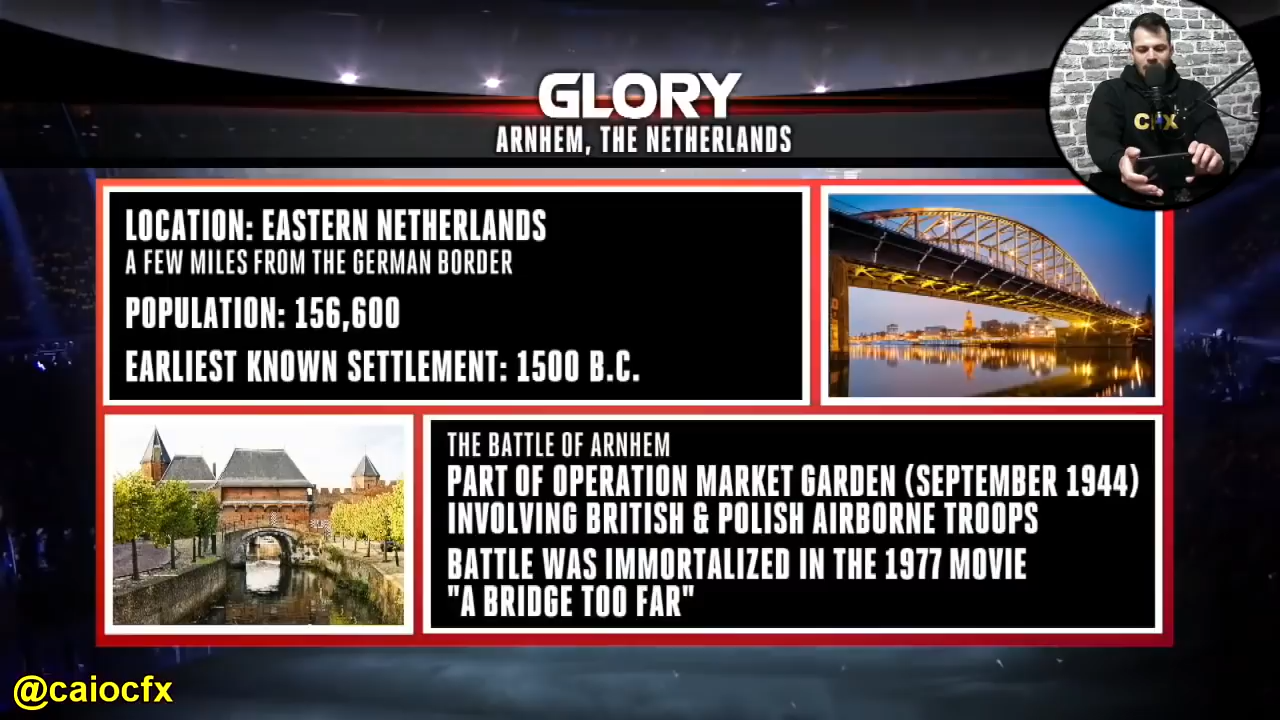 GLORY
ARNHEM, THE NETHERLANDS
CFX
LOCATION: EASTERN NETHERLANDS
A FEW MILES FROM THE GERMAN BORDER
POPULATION: 156,600
EARLIEST KNOWN SETTLEMENT: 1500 B.C.
THE BATTLE OF ARNHEM
PART OF OPERATION MARKET GARDEN (SEPTEMBER 1944)
INVOLVING BRITISH & POLISH AIRBORNE TROOPS
BATTLE WAS IMMORTALIZED IN THE 1977 MOVIE
"A BRIDGE TOO FAR"
@caiocfx